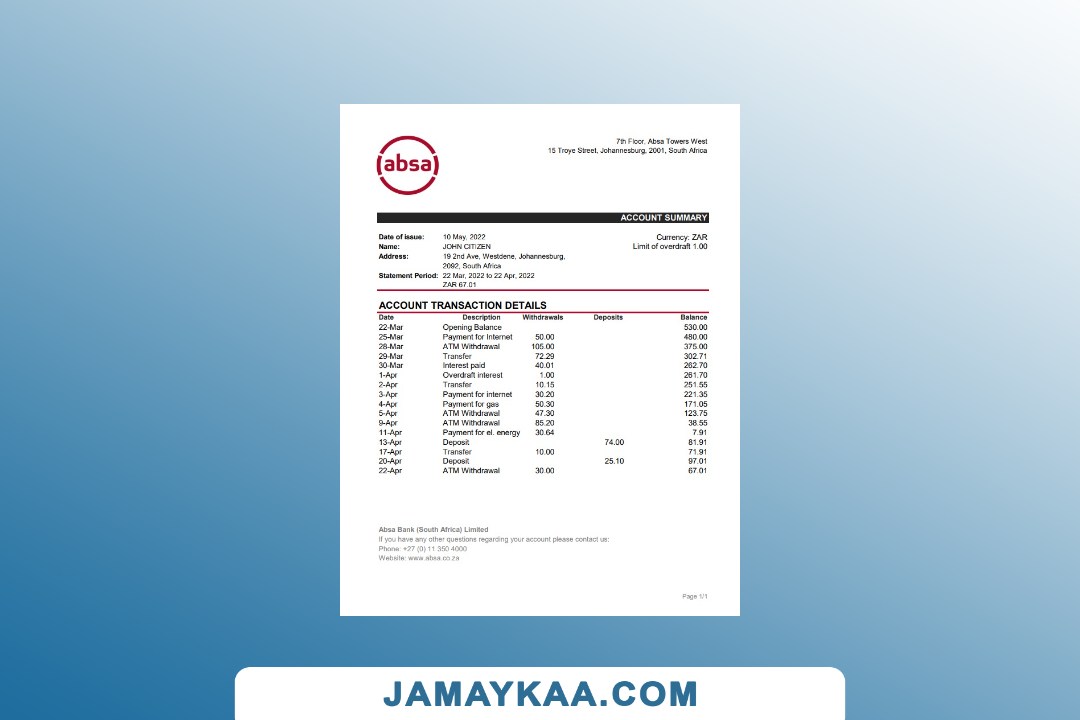 absa
7th Floor, Absa Towers West
15 Troye Street, Johannesburg, 2001, South Africa
ACCOUNT SUMMARY
Date of issue: 10 May, 2022 Currency: ZAR
Name: JOHN CITIZEN Limit of overdraft 1.00
Address: 19 2nd Ave, Westdene, Johannesburg,
2092, South Africa
Statement Period: 22 Mar, 2022 to 22 Apr, 2022
ZAR 67.01
ACCOUNT TRANSACTION DETAILS
Date Description Withdrawals Deposits Balance
22-Mar Opening Balance 530.00
25-Mar Payment for Internet 50.00 480.00
28-Mar ATM Withdrawal 105.00 375.00
29-Mar Transfer 72.29 302.71
30-Mar Interest paid 40.01 262.70
1-Apr Overdraft interest 1.00 261.70
2-Apr Transfer 10.15 251.55
3-Apr Payment for internet 30.20 221.35
4-Apr Payment for gas 50.30 171.05
5-Apr ATM Withdrawal 47.30 123.75
9-Apr ATM Withdrawal 85.20 38.55
11-Apr Payment for el. energy 30.64 7.91
13-Apr Deposit 74.00 81.91
17-Apr Transfer 10.00 71.91
20-Apr Deposit 25.10 97.01
22-Apr ATM Withdrawal 30.00 67.01
Absa Bank (South Africa) Limited
If you have any other questions regarding your account please contact us:
Phone: +27 (0) 11 350 4000
Website: www.absa.co.za
Page 1/1
JAMAYKAA.COM